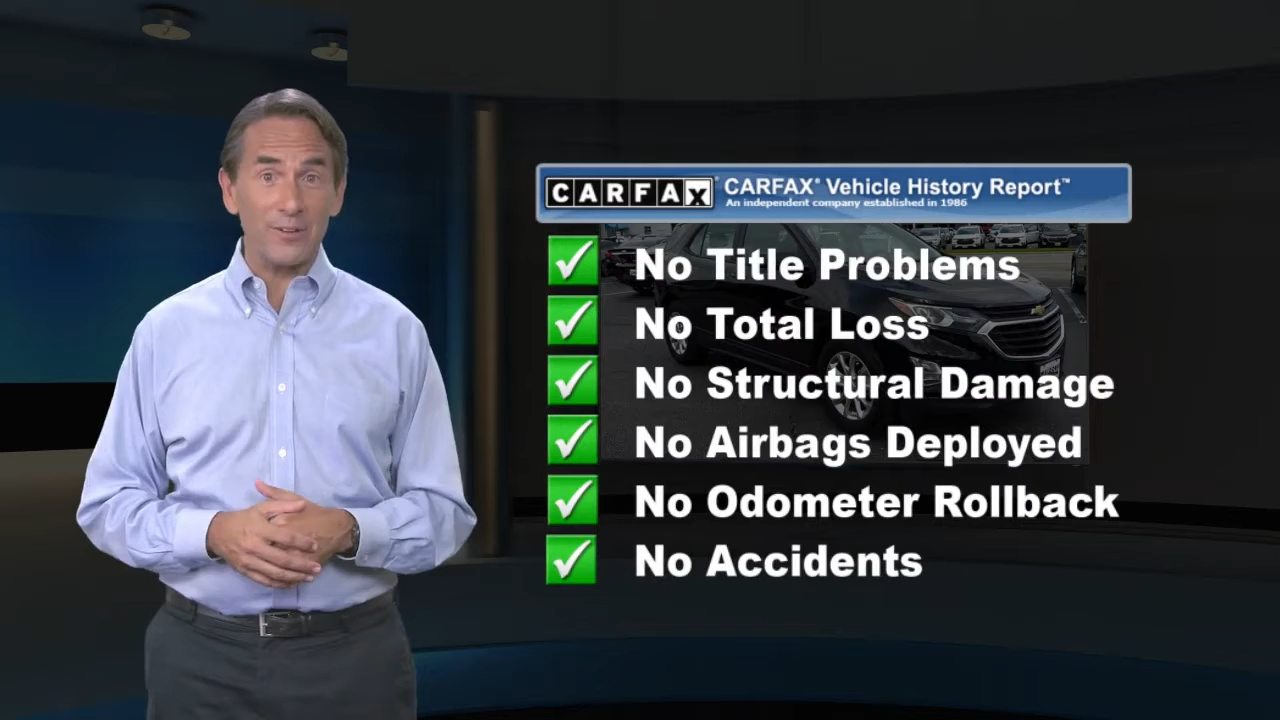 CARFAX® CARFAX® Vehicle History Report™
An independent company established in 1986
No Title Problems
No Total Loss
No Structural Damage
No Airbags Deployed
No Odometer Rollback
No Accidents